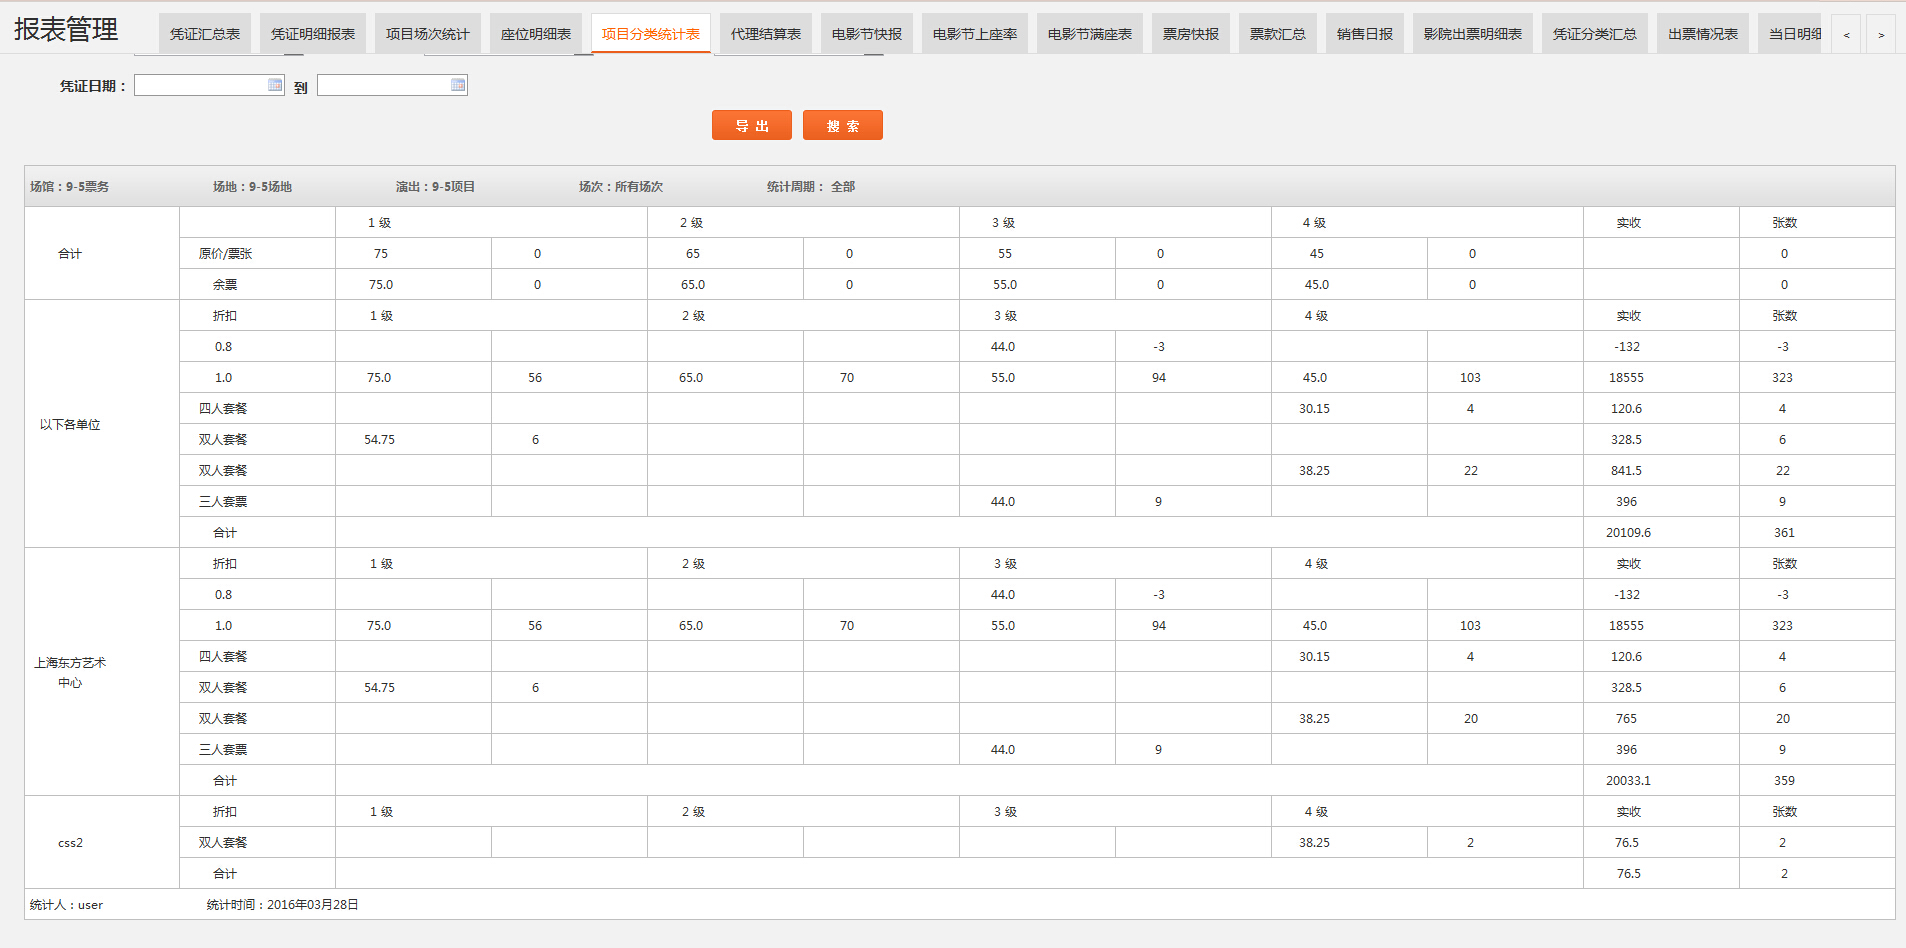 报表管理 凭证汇总表 凭证明细报表 项目场次统计 座位明细表 项目分类统计表 代理结算表 电影节快报 电影节上座率 电影节满座表 票房快报 票款汇总 销售日报 影院出票明细表 凭证分类汇总 出票情况表 当日明细 < >
凭证日期： 到
导 出 搜 索
场馆：9-5票务 场地：9-5场地 演出：9-5项目 场次：所有场次 统计周期： 全部
1 级 2 级 3 级 4 级 实收 张数
合计 原价/票张 75 0 65 0 55 0 45 0 0
余票 75.0 0 65.0 0 55.0 0 45.0 0 0
折扣 1 级 2 级 3 级 4 级 实收 张数
0.8 44.0 -3 -132 -3
1.0 75.0 56 65.0 70 55.0 94 45.0 103 18555 323
四人套餐 30.15 4 120.6 4
以下各单位 双人套餐 54.75 6 328.5 6
双人套餐 38.25 22 841.5 22
三人套票 44.0 9 396 9
合计 20109.6 361
折扣 1 级 2 级 3 级 4 级 实收 张数
0.8 44.0 -3 -132 -3
1.0 75.0 56 65.0 70 55.0 94 45.0 103 18555 323
四人套餐 30.15 4 120.6 4
上海东方艺术
中心
双人套餐 54.75 6 328.5 6
双人套餐 38.25 20 765 20
三人套票 44.0 9 396 9
合计 20033.1 359
折扣 1 级 2 级 3 级 4 级 实收 张数
css2 双人套餐 38.25 2 76.5 2
合计 76.5 2
统计人：user 统计时间：2016年03月28日